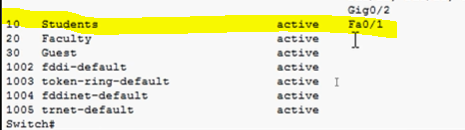 Gig0/2
10 Students active Fa0/1
20 Faculty active
30 Guest active
1002 fddi-default active
1003 token-ring-default active
1004 fddinet-default active
1005 trnet-default active
Switch#